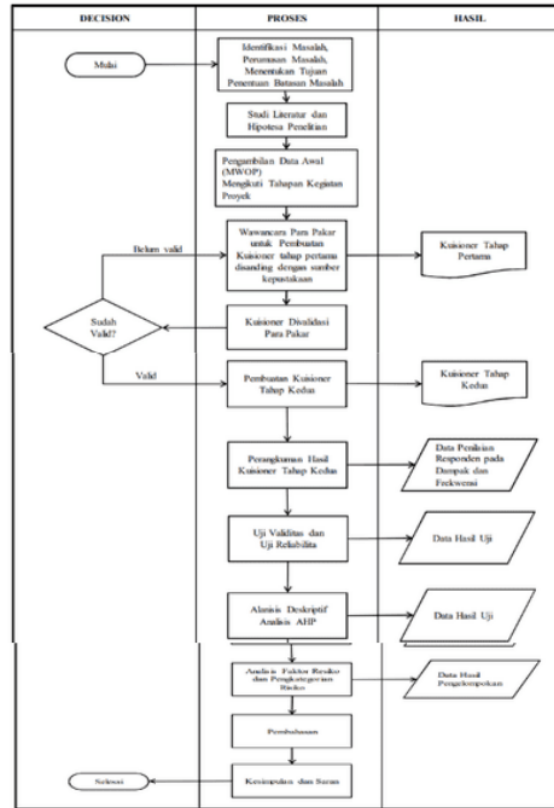 DECISION
PROSES
HASIL
Mulai
Identifikasi Masalah,
Perumusan Masalah,
Menentukan Tujuan
Penentuan Batasan Masalah
Studi Literatur dan
Hipotesa Penelitian
Pengambilan Data Awal
(MWOP)
Mengikuti Tahapan Kegiatan
Proyek
Belum valid
Wawancara Para Pakar
untuk Pembuatan
Kuisioner tahap pertama
disanding dengan sumber
kepustakaan
Kuisioner Tahap
Pertama
Sudah
Valid?
Kuisioner Divalidasi
Para Pakar
Valid
Pembuatan Kuisioner
Tahap Kedua
Kuisioner Tahap
Kedua
Perangkuman Hasil
Kuisioner Tahap Kedua
Data Penilaian
Responden pada
Dampak dan
Frekwensi
Uji Validitas dan
Uji Reliabilita
Data Hasil Uji
Alanisis Deskriptif
Analisis AHP
Data Hasil Uji
Analisis Faktor Resiko
dan Pengkategorian
Risiko
Data Hasil
Pengelompokan
Pembahasan
Selesai
Kesimpulan dan Saran